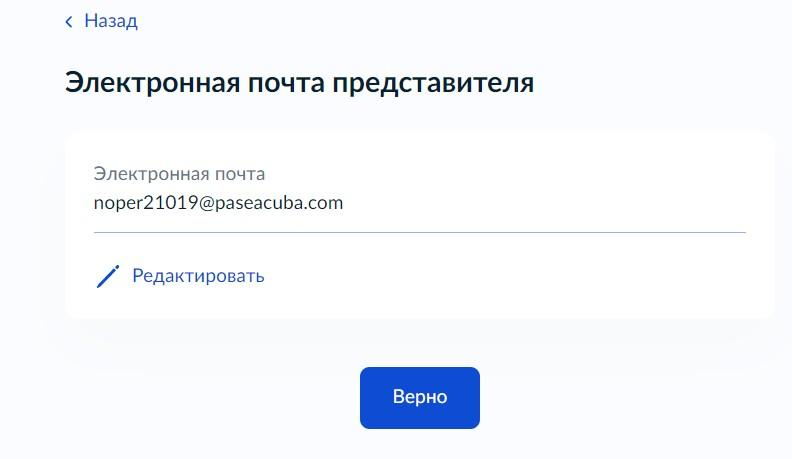 Назад
Электронная почта представителя
Электронная почта
noper21019@paseacuba.com
Редактировать
Верно